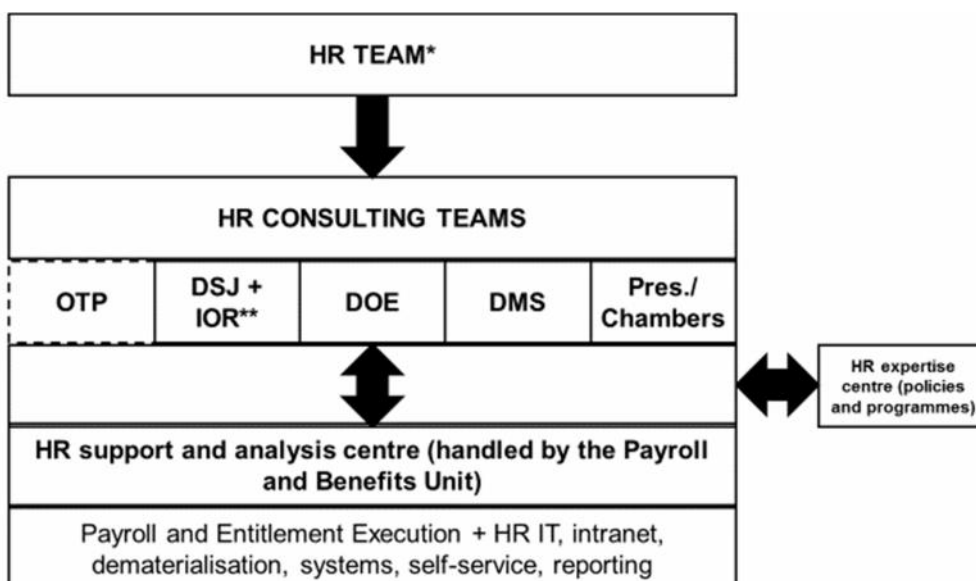 HR TEAM*
HR CONSULTING TEAMS
OTP
DSJ +
IOR**
DOE
DMS
Pres./
Chambers
HR expertise
centre (policies
and programmes)
HR support and analysis centre (handled by the Payroll
and Benefits Unit)
Payroll and Entitlement Execution + HR IT, intranet,
dematerialisation, systems, self-service, reporting